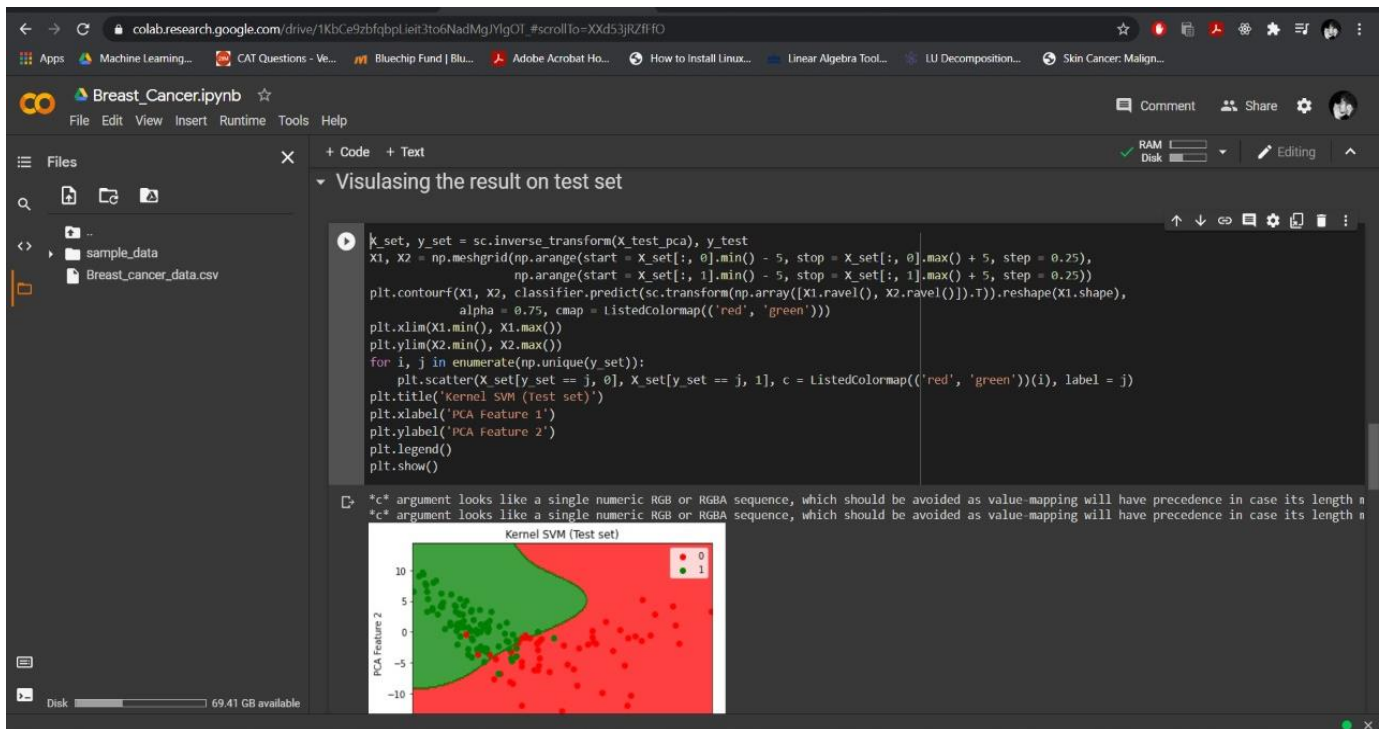 colab.research.google.com/drive/1KbCe9zbfqbpLieit3to6NadMgJYlgOT_#scrollTo=XXd53jRZfFfO
Apps Machine Learning... CAT Questions - Ve... Bluechip Fund | Blu... Adobe Acrobat Ho... How to Install Linux... Linear Algebra Tool... LU Decomposition... Skin Cancer: Malign...
Breast_Cancer.ipynb
Comment Share
File Edit View Insert Runtime Tools Help
Files
+ Code + Text
RAM
Disk
Editing
Visulasing the result on test set
..
sample_data
Breast_cancer_data.csv
X_set, y_set = sc.inverse_transform(X_test_pca), y_test
X1, X2 = np.meshgrid(np.arange(start = X_set[:, 0].min() - 5, stop = X_set[:, 0].max() + 5, step = 0.25),
np.arange(start = X_set[:, 1].min() - 5, stop = X_set[:, 1].max() + 5, step = 0.25))
plt.contourf(X1, X2, classifier.predict(sc.transform(np.array([X1.ravel(), X2.ravel()]).T)).reshape(X1.shape),
alpha = 0.75, cmap = ListedColormap(('red', 'green')))
plt.xlim(X1.min(), X1.max())
plt.ylim(X2.min(), X2.max())
for i, j in enumerate(np.unique(y_set)):
plt.scatter(X_set[y_set == j, 0], X_set[y_set == j, 1], c = ListedColormap(('red', 'green'))(i), label = j)
plt.title('Kernel SVM (Test set)')
plt.xlabel('PCA Feature 1')
plt.ylabel('PCA Feature 2')
plt.legend()
plt.show()
*c* argument looks like a single numeric RGB or RGBA sequence, which should be avoided as value-mapping will have precedence in case its length m
*c* argument looks like a single numeric RGB or RGBA sequence, which should be avoided as value-mapping will have precedence in case its length m
Kernel SVM (Test set)
0
1
10
5
0
−5
−10
PCA Feature 2
Disk 69.41 GB available